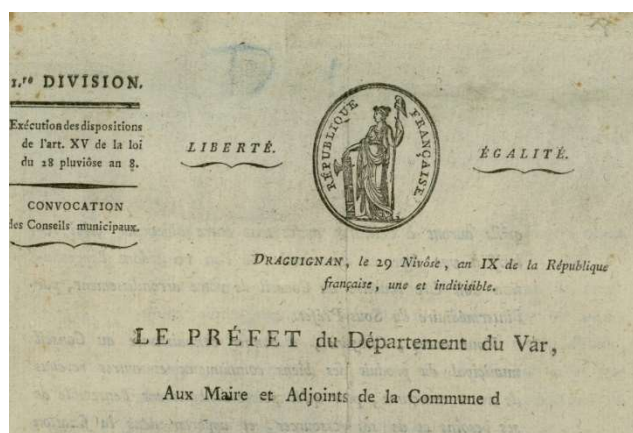 1.re DIVISION.
Exécution des dispositions
de l'art. XV de la loi
du 28 pluviôse an 8.
CONVOCATION
des Conseils municipaux.
LIBERTÉ.
RÉPUBLIQUE FRANÇAISE.
ÉGALITÉ.
DRAGUIGNAN, le 29 Nivôse, an IX de la République
française, une et indivisible.
LE PRÉFET du Département du Var,
Aux Maire et Adjoints de la Commune d